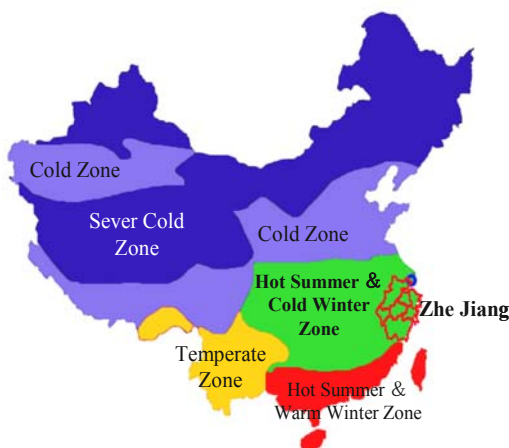 Cold Zone
Sever Cold
Zone
Cold Zone
Hot Summer &
Cold Winter
Zone
Zhe Jiang
Temperate
Zone
Hot Summer &
Warm Winter Zone